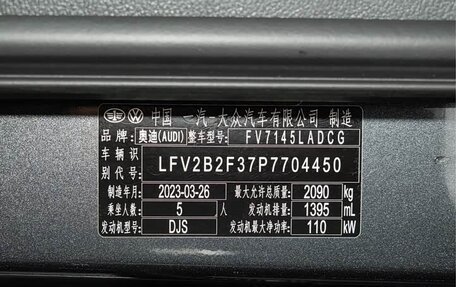 中国 一汽-大众汽车有限公司 制造
品牌: 奥迪(AUDI) 整车型号: FV7145LADCG
车辆识别代号: LFV2B2F37P7704450
制造年月: 2023-03-26 最大允许总质量: 2090 kg
乘坐人数: 5 人 发动机排量: 1395 mL
发动机型号: DJS 发动机最大净功率: 110 kW